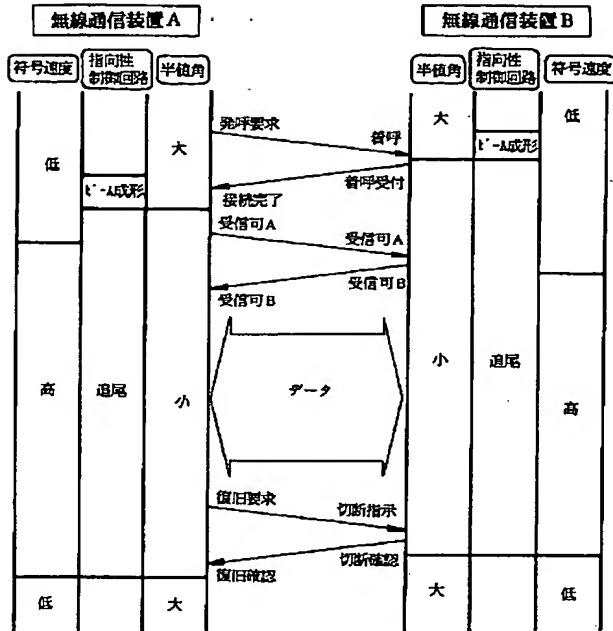 無線通信装置A
無線通信装置B
符号速度
指向性
制御回路
半値角
半値角
指向性
制御回路
符号速度
低
大
発呼要求
着呼
大
低
ビーム成形
ビーム成形
接続完了
着呼受付
受信可A
受信可A
受信可B
受信可B
高
追尾
小
データ
小
追尾
高
復旧要求
切断指示
復旧確認
切断確認
低
大
大
低